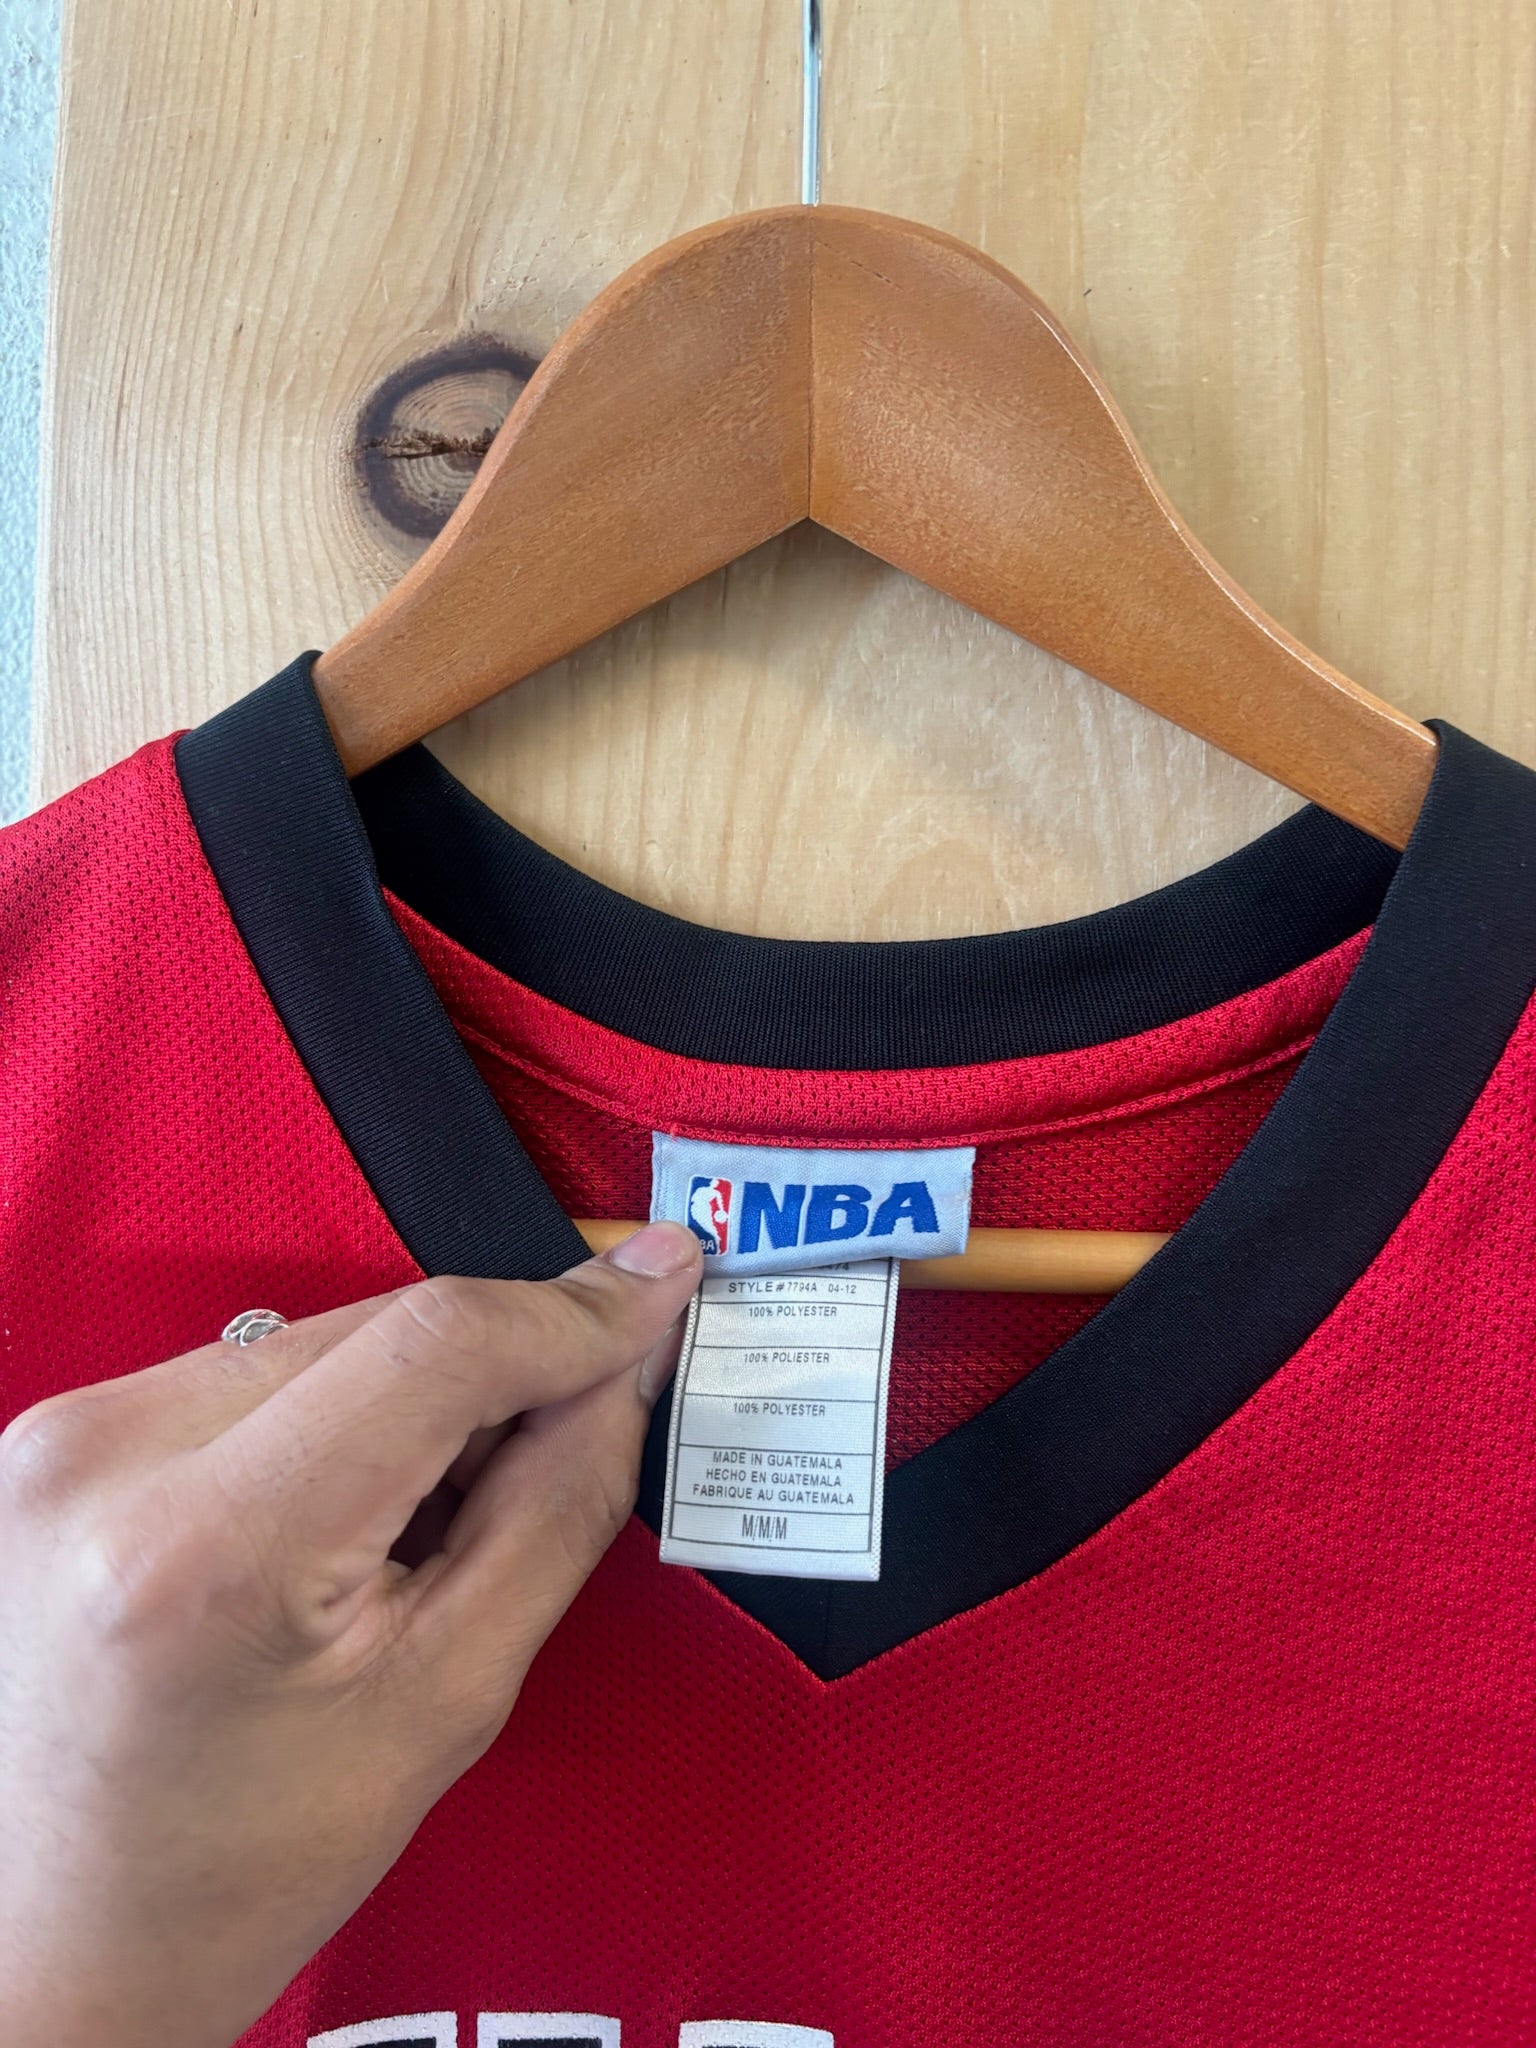 NBA
STYLE#7794A 04-12
100% POLYESTER
100% POLIESTER
100% POLYESTER
MADE IN GUATEMALA
HECHO EN GUATEMALA
FABRIQUE AU GUATEMALA
M/M/M